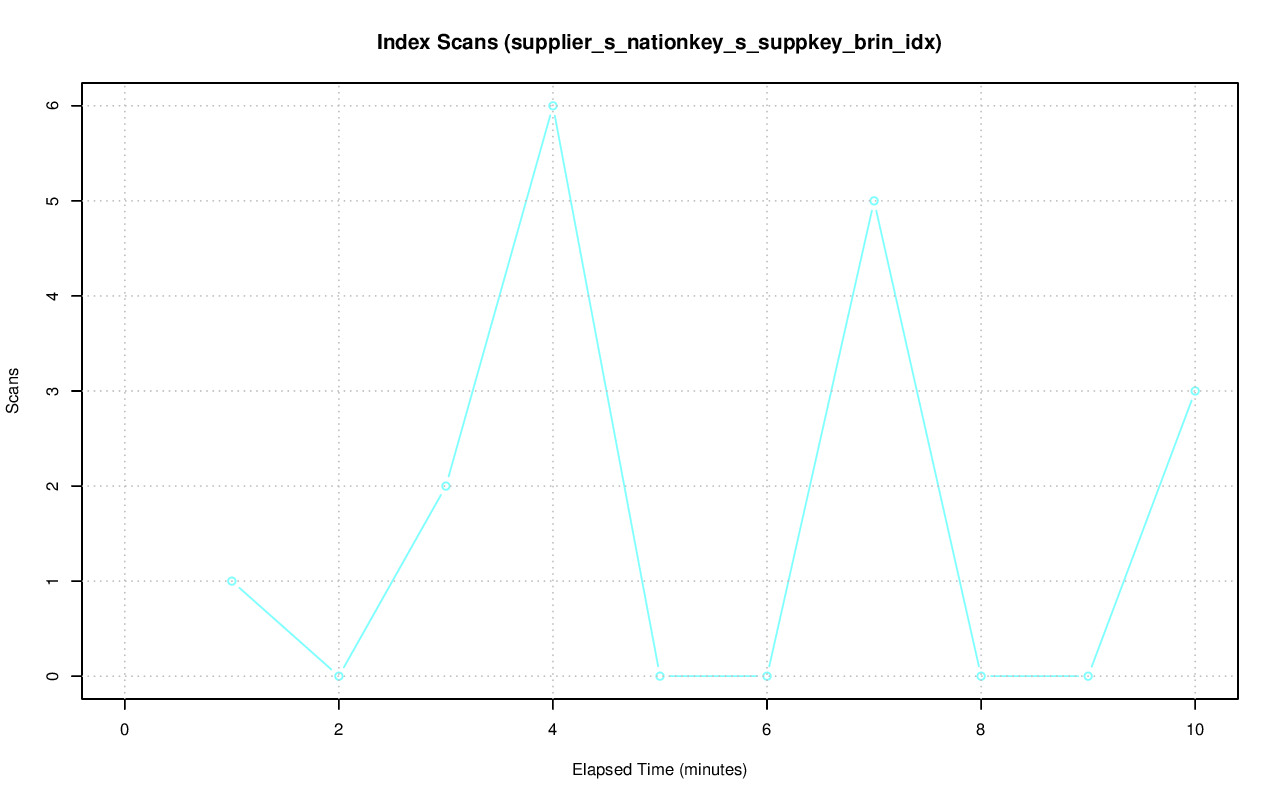 Index Scans (supplier_s_nationkey_s_suppkey_brin_idx)
6
5
4
3
2
1
0
Scans
0 2 4 6 8 10
Elapsed Time (minutes)